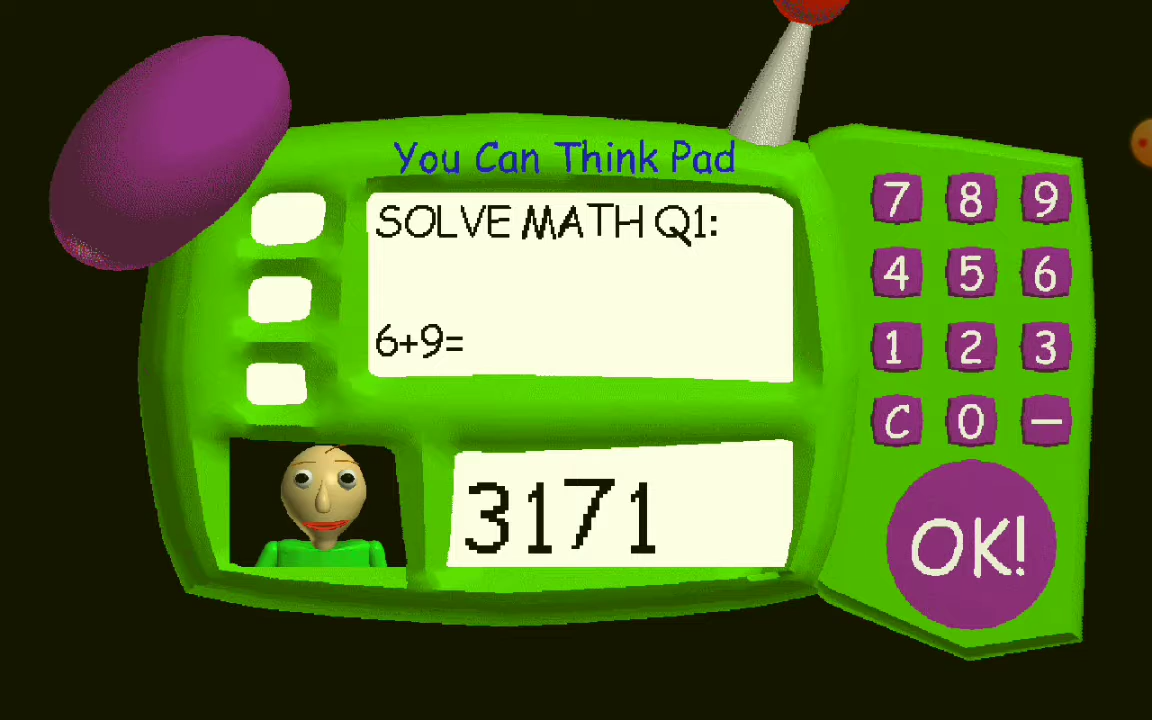 You Can Think Pad
SOLVE MATH Q1:
6+9=
3171
7 8 9
4 5 6
1 2 3
C 0 —
OK!